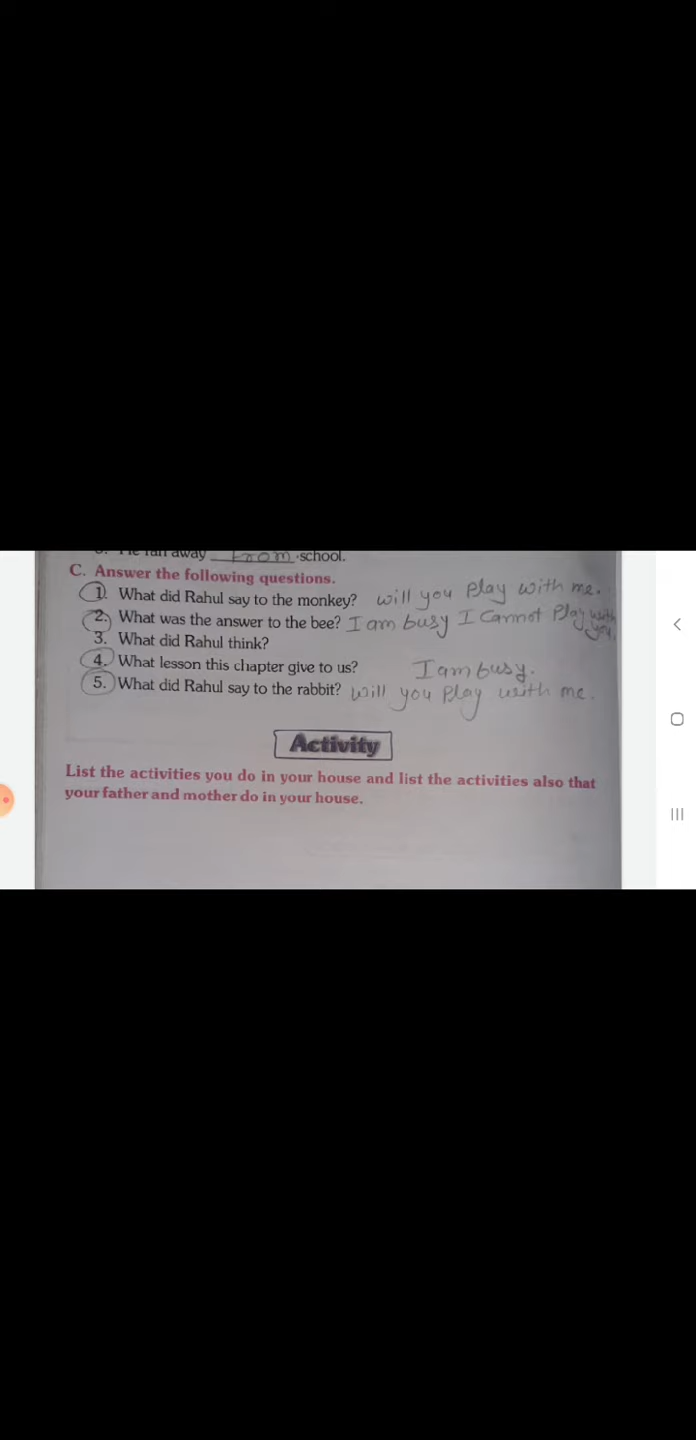 He ran away from school.
C. Answer the following questions.
1. What did Rahul say to the monkey? will you play with me.
2. What was the answer to the bee? I am busy I cannot play with you.
3. What did Rahul think?
4. What lesson this chapter give to us? I am busy.
5. What did Rahul say to the rabbit? will you play with me.
Activity
List the activities you do in your house and list the activities also that
your father and mother do in your house.